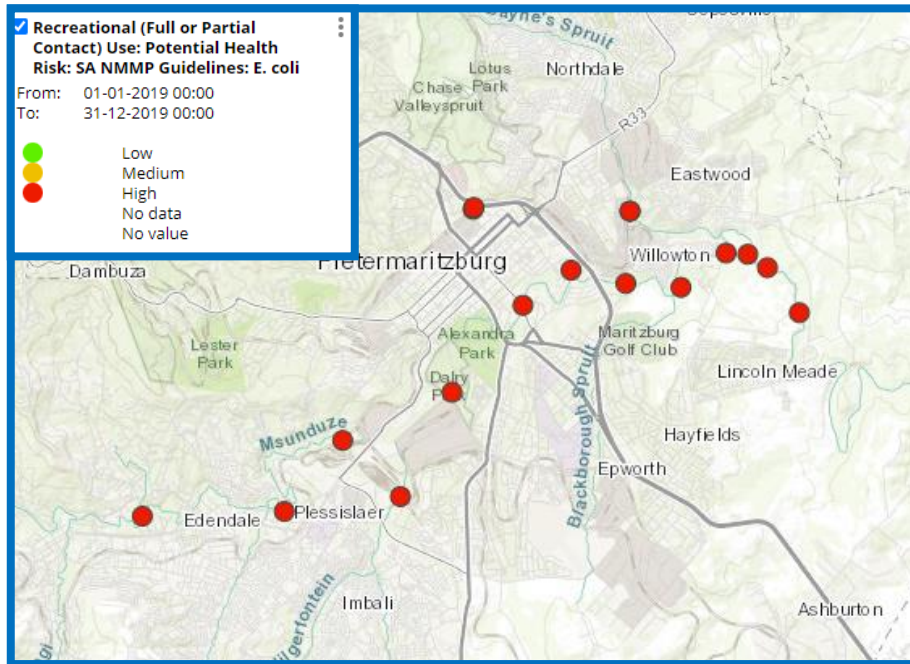 Recreational (Full or Partial
Contact) Use: Potential Health
Risk: SA NMMP Guidelines: E. coli
From: 01-01-2019 00:00
To: 31-12-2019 00:00
Low
Medium
High
No data
No value
Spruit
Lotus
Park
Northdale
Chase
Valleyspruit
R33
Eastwood
Willowton
Dambuza
Pietermaritzburg
Alexandra
Park
Maritzburg
Golf Club
Lester
Park
Lincoln Meade
Dalry
Msunduze
Hayfields
Blackborough Spruit
Epworth
Edendale
Plessislaer
Imbali
Ashburton